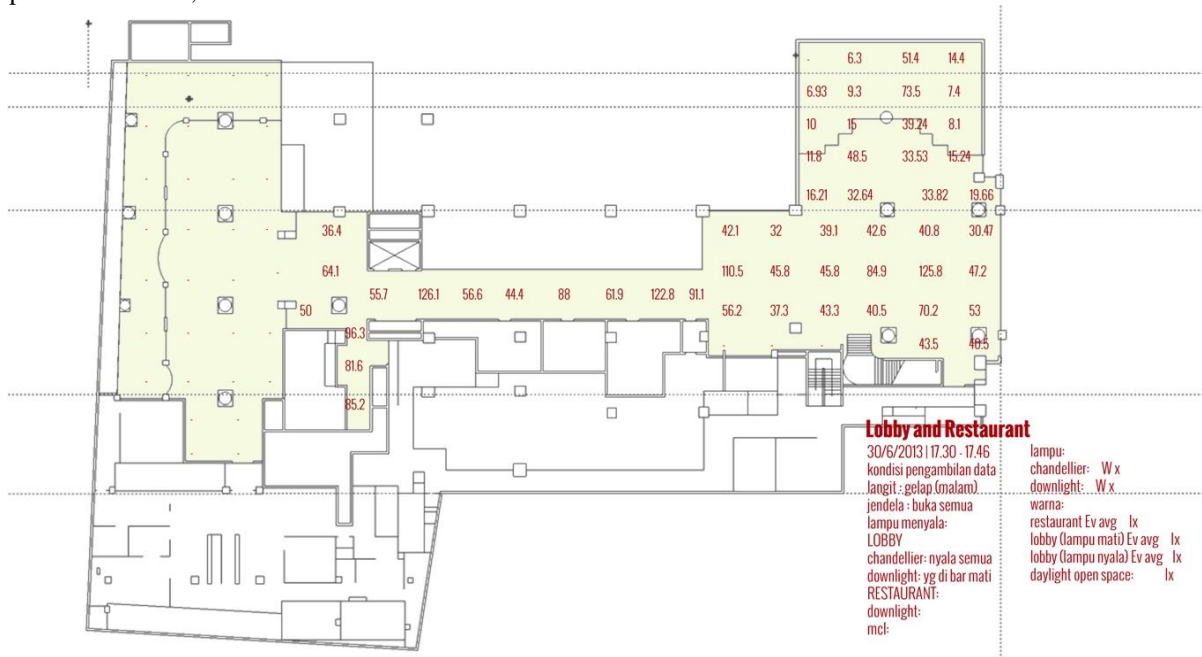 6.3 51.4 14.4
6.93 9.3 73.5 7.4
10 15 39.24 8.1
11.8 48.5 33.53 15.24
16.21 32.64 33.82 19.66
36.4 42.1 32 39.1 42.6 40.8 30.47
64.1 110.5 45.8 45.8 84.9 125.8 47.2
55.7 126.1 56.6 44.4 88 61.9 122.8 91.1
50 56.2 37.3 43.3 40.5 70.2 53
96.3 43.5 40.5
81.6
85.2
Lobby and Restaurant
30/6/2013 | 17.30 - 17.46
kondisi pengambilan data
langit : gelap (malam)
jendela : buka semua
lampu menyala:
LOBBY
chandellier: nyala semua
downlight: yg di bar mati
RESTAURANT:
downlight:
mcl:
lampu:
chandellier: W x
downlight: W x
warna:
restaurant Ev avg lx
lobby (lampu mati) Ev avg lx
lobby (lampu nyala) Ev avg lx
daylight open space: lx